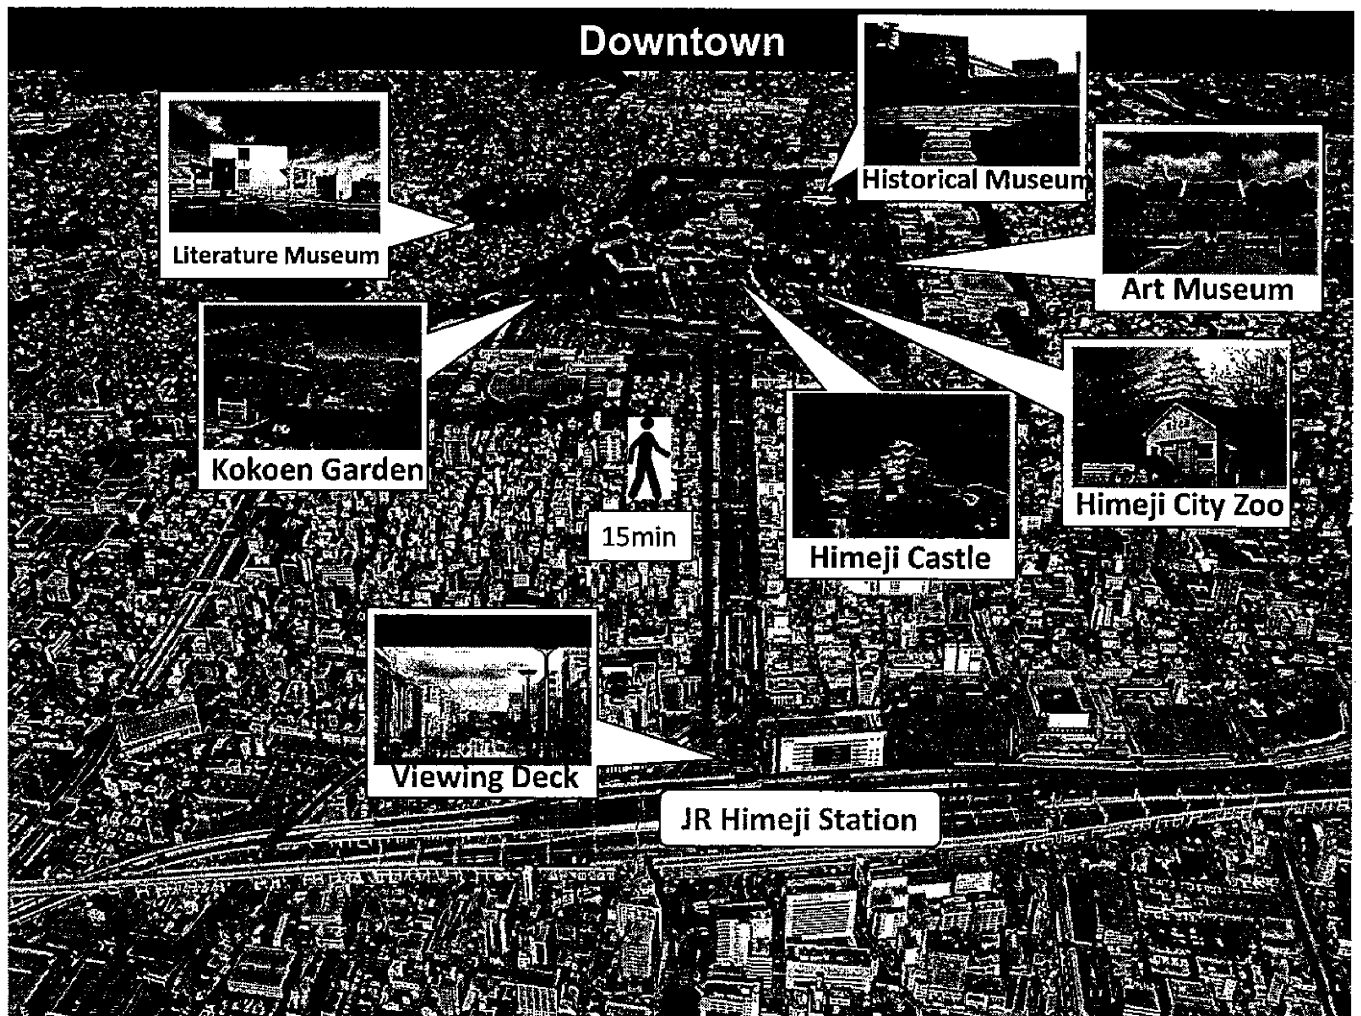 Downtown
Historical Museum
Literature Museum
Art Museum
Kokoen Garden
Himeji City Zoo
15min
Himeji Castle
Viewing Deck
JR Himeji Station